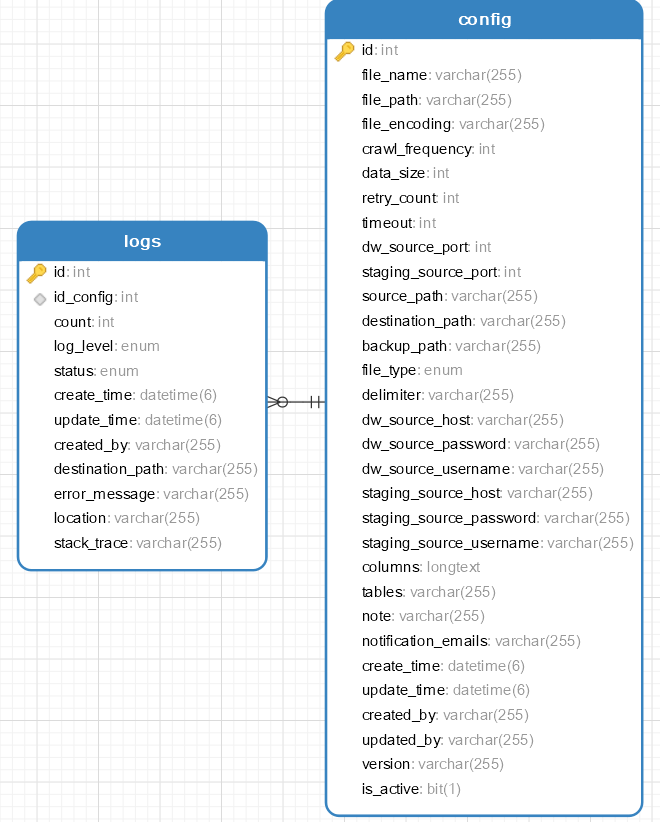 logs
id: int
id_config: int
count: int
log_level: enum
status: enum
create_time: datetime(6)
update_time: datetime(6)
created_by: varchar(255)
destination_path: varchar(255)
error_message: varchar(255)
location: varchar(255)
stack_trace: varchar(255)
config
id: int
file_name: varchar(255)
file_path: varchar(255)
file_encoding: varchar(255)
crawl_frequency: int
data_size: int
retry_count: int
timeout: int
dw_source_port: int
staging_source_port: int
source_path: varchar(255)
destination_path: varchar(255)
backup_path: varchar(255)
file_type: enum
delimiter: varchar(255)
dw_source_host: varchar(255)
dw_source_password: varchar(255)
dw_source_username: varchar(255)
staging_source_host: varchar(255)
staging_source_password: varchar(255)
staging_source_username: varchar(255)
columns: longtext
tables: varchar(255)
note: varchar(255)
notification_emails: varchar(255)
create_time: datetime(6)
update_time: datetime(6)
created_by: varchar(255)
updated_by: varchar(255)
version: varchar(255)
is_active: bit(1)